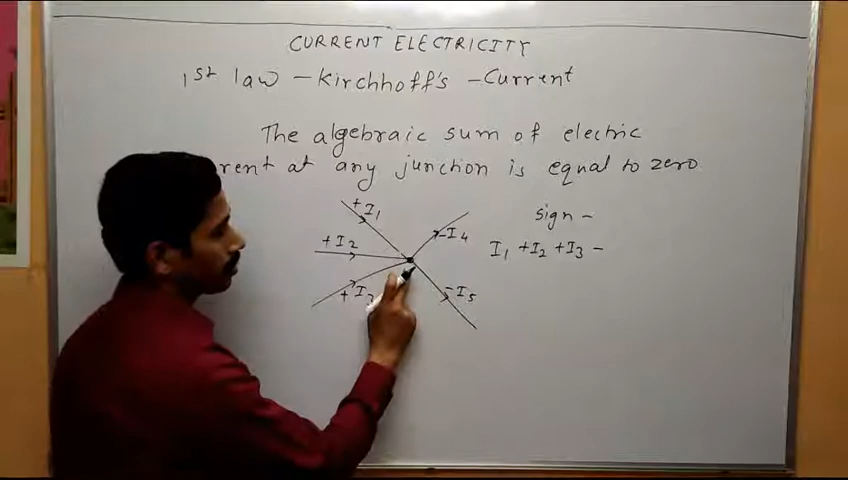 CURRENT ELECTRICITY
1st law - Kirchhoff's - Current
The algebraic sum of electric
rent at any junction is equal to zero
+ I1
sign -
- I4
+ I2
I1 + I2 + I3 -
+ I
- I5